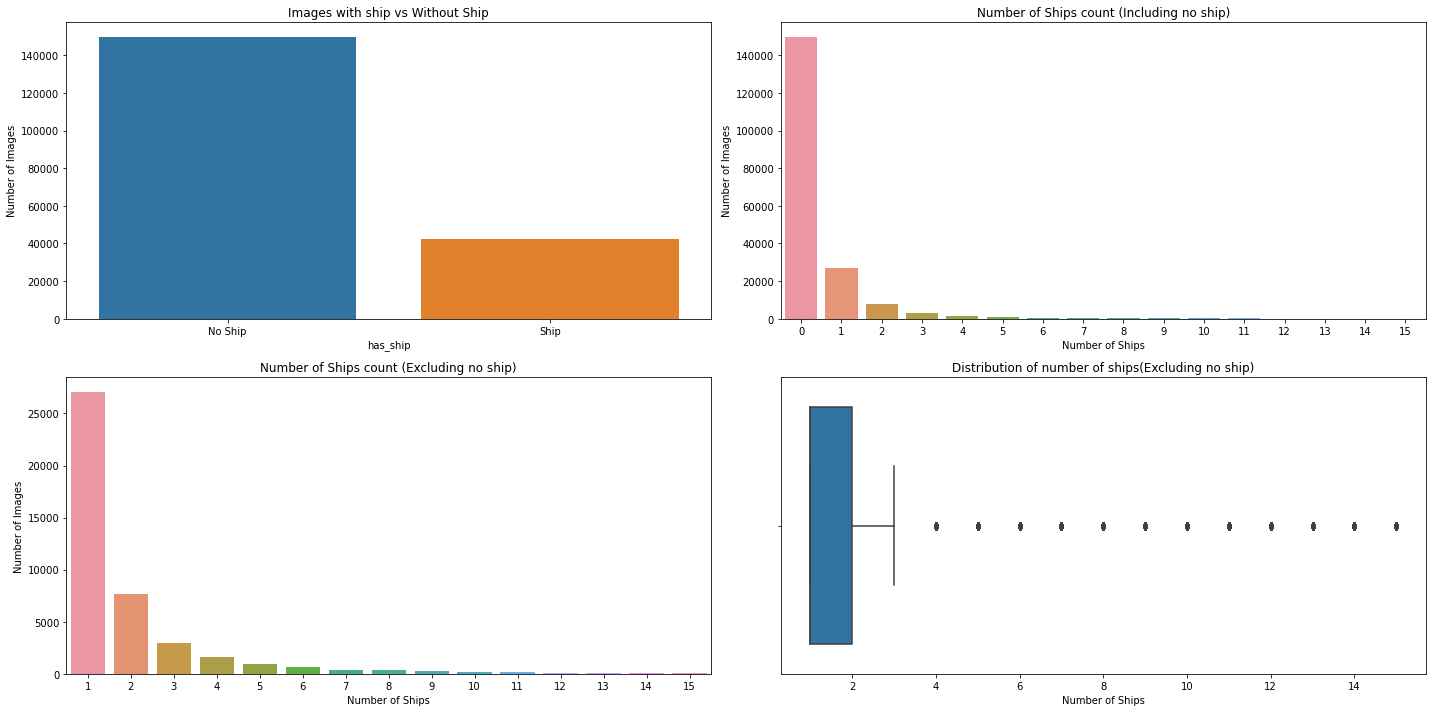 Images with ship vs Without Ship
Number of Images
140000
120000
100000
80000
60000
40000
20000
0
No Ship Ship
has_ship
Number of Ships count (Including no ship)
Number of Images
140000
120000
100000
80000
60000
40000
20000
0
0 1 2 3 4 5 6 7 8 9 10 11 12 13 14 15
Number of Ships
Number of Ships count (Excluding no ship)
Number of Images
25000
20000
15000
10000
5000
0
1 2 3 4 5 6 7 8 9 10 11 12 13 14 15
Number of Ships
Distribution of number of ships(Excluding no ship)
2 4 6 8 10 12 14
Number of Ships